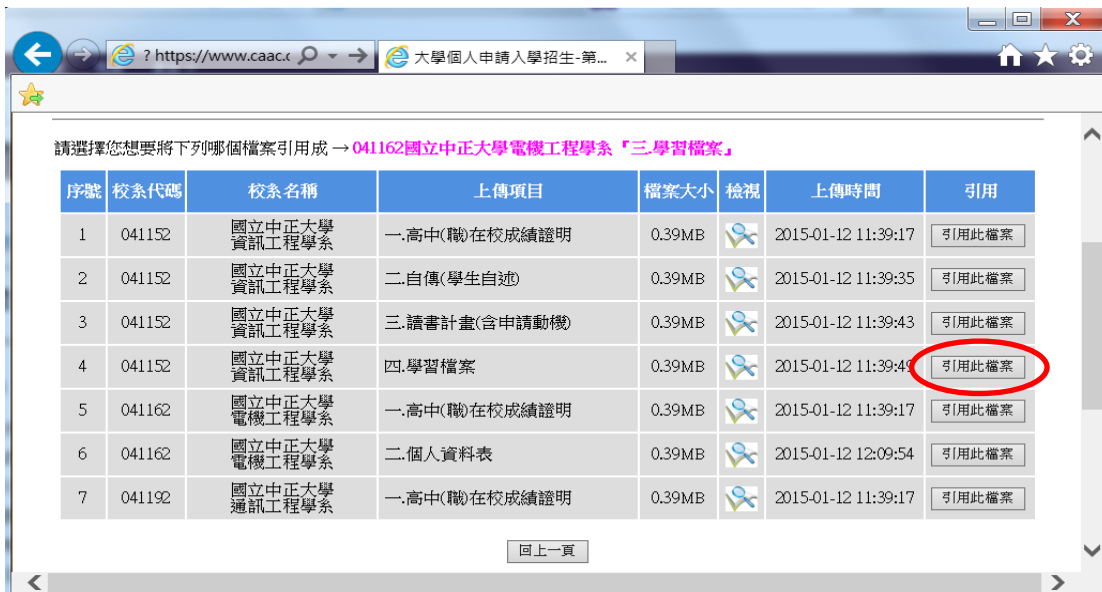 ? https://www.caac.c
大學個人申請入學招生-第...
請選擇您想要將下列哪個檔案引用成→041162國立中正大學電機工程學系『三.學習檔案』
序號 校系代碼 校系名稱 上傳項目 檔案大小 檢視 上傳時間 引用
1 041152 國立中正大學 一.高中(職)在校成績證明 0.39MB 2015-01-12 11:39:17 引用此檔案
資訊工程學系
2 041152 國立中正大學 二.自傳(學生自述) 0.39MB 2015-01-12 11:39:35 引用此檔案
資訊工程學系
3 041152 國立中正大學 三.讀書計畫(含申請動機) 0.39MB 2015-01-12 11:39:43 引用此檔案
資訊工程學系
4 041152 國立中正大學 四.學習檔案 0.39MB 2015-01-12 11:39:49 引用此檔案
資訊工程學系
5 041162 國立中正大學 一.高中(職)在校成績證明 0.39MB 2015-01-12 11:39:17 引用此檔案
電機工程學系
6 041162 國立中正大學 二.個人資料表 0.39MB 2015-01-12 12:09:54 引用此檔案
電機工程學系
7 041192 國立中正大學 一.高中(職)在校成績證明 0.39MB 2015-01-12 11:39:17 引用此檔案
通訊工程學系
回上一頁